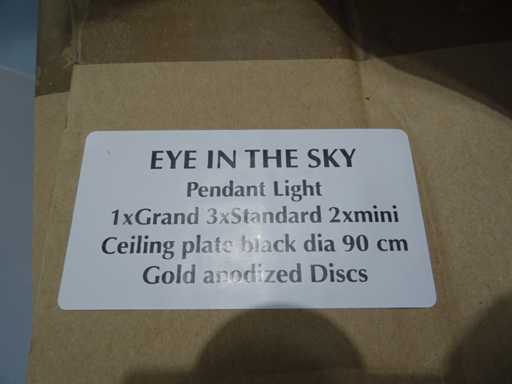 EYE IN THE SKY
Pendant Light
1xGrand 3xStandard 2xmini
Ceiling plate black dia 90 cm
Gold anodized Discs